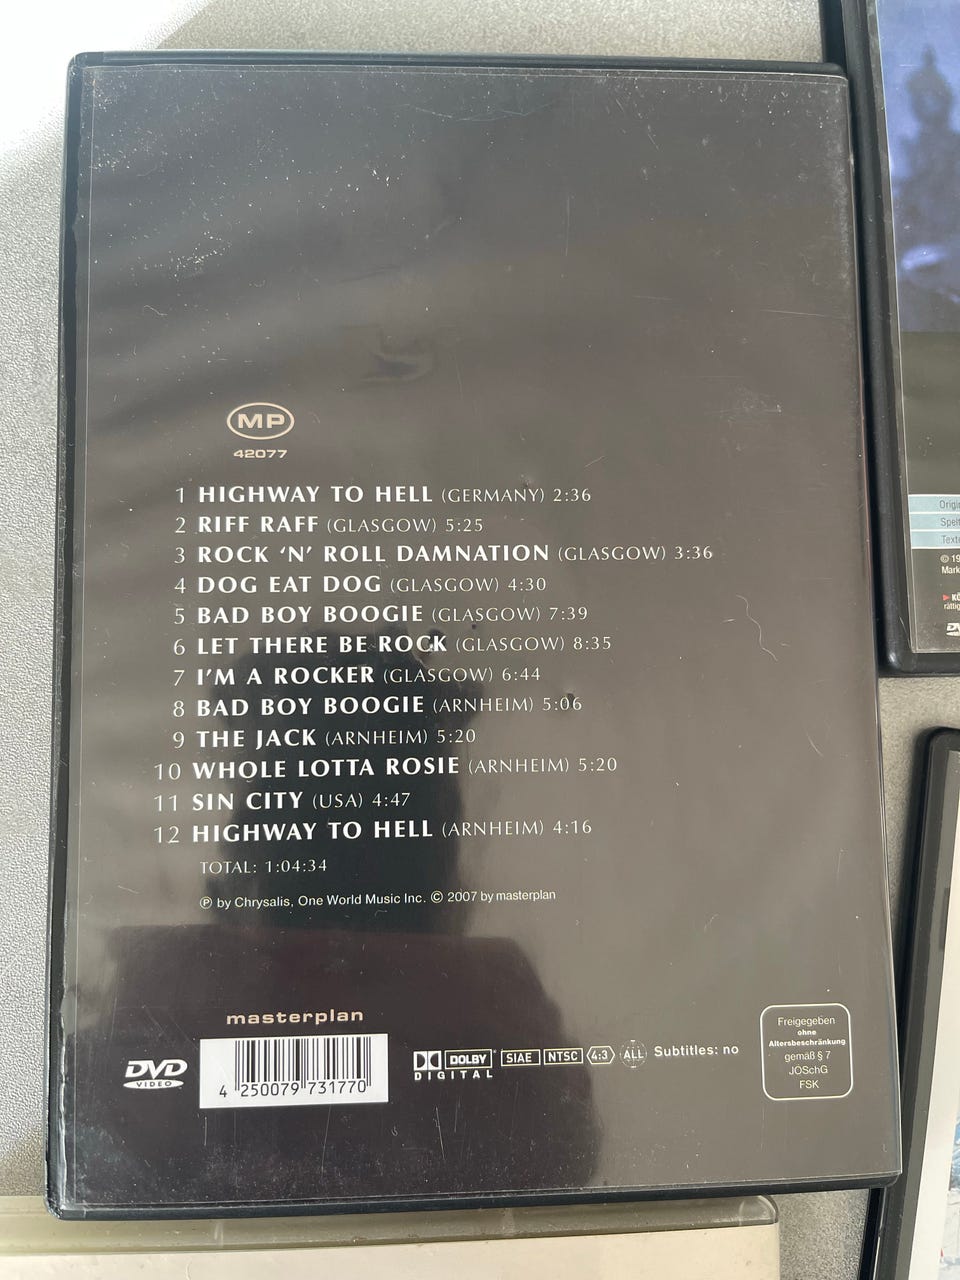 MP
42077
1 HIGHWAY TO HELL (GERMANY) 2:36
2 RIFF RAFF (GLASGOW) 5:25
3 ROCK ‘N’ ROLL DAMNATION (GLASGOW) 3:36
4 DOG EAT DOG (GLASGOW) 4:30
5 BAD BOY BOOGIE (GLASGOW) 7:39
6 LET THERE BE ROCK (GLASGOW) 8:35
7 I'M A ROCKER (GLASGOW) 6:44
8 BAD BOY BOOGIE (ARNHEIM) 5:06
9 THE JACK (ARNHEIM) 5:20
10 WHOLE LOTTA ROSIE (ARNHEIM) 5:20
11 SIN CITY (USA) 4:47
12 HIGHWAY TO HELL (ARNHEIM) 4:16
TOTAL: 1:04:34
℗ by Chrysalis, One World Music Inc. © 2007 by masterplan
masterplan
DVD
VIDEO
4 250079 731770
DOLBY
DIGITAL
SIAE NTSC 4:3 ALL Subtitles: no
Freigegeben
ohne
Altersbeschränkung
gemäß § 7
JÖSchG
FSK
Origi
Text
© 19
Mark